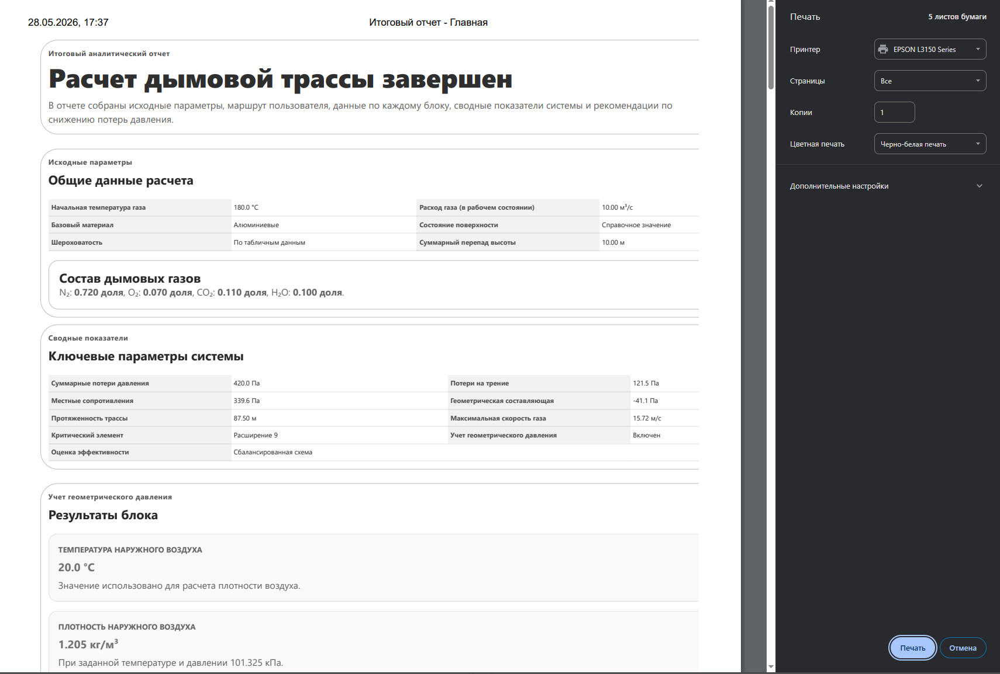 28.05.2026, 17:37
Итоговый отчет - Главная
Итоговый аналитический отчет
Расчет дымовой трассы завершен
В отчете собраны исходные параметры, маршрут пользователя, данные по каждому блоку, сводные показатели системы и рекомендации по
снижению потерь давления.
Исходные параметры
Общие данные расчета
Начальная температура газа 180.0 °C Расход газа (в рабочем состоянии) 10.00 м³/с
Базовый материал Алюминиевые Состояние поверхности Справочное значение
Шероховатость По табличным данным Суммарный перепад высоты 10.00 м
Состав дымовых газов
N₂: 0.720 доля, O₂: 0.070 доля, CO₂: 0.110 доля, H₂O: 0.100 доля.
Сводные показатели
Ключевые параметры системы
Суммарные потери давления 420.0 Па Потери на трение 121.5 Па
Местные сопротивления 339.6 Па Геометрическая составляющая -41.1 Па
Протяженность трассы 87.50 м Максимальная скорость газа 15.72 м/с
Критический элемент Расширение 9 Учет геометрического давления Включен
Оценка эффективности Сбалансированная схема
Учет геометрического давления
Результаты блока
ТЕМПЕРАТУРА НАРУЖНОГО ВОЗДУХА
20.0 °C
Значение использовано для расчета плотности воздуха.
ПЛОТНОСТЬ НАРУЖНОГО ВОЗДУХА
1.205 кг/м³
При заданной температуре и давлении 101.325 кПа.
Печать 5 листов бумаги
Принтер EPSON L3150 Series
Страницы Все
Копии 1
Цветная печать Черно-белая печать
Дополнительные настройки
Печать Отмена